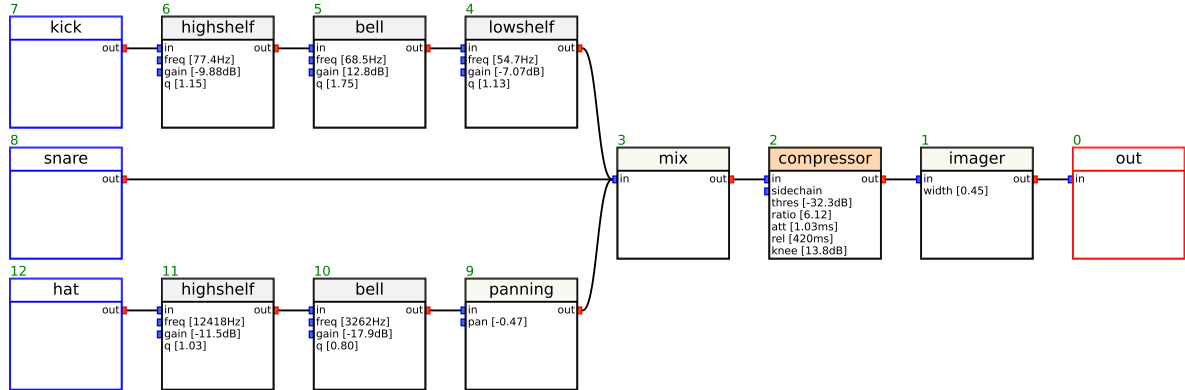 7
kick
out
6
highshelf
in out
freq [77.4Hz]
gain [-9.88dB]
q [1.15]
5
bell
in out
freq [68.5Hz]
gain [12.8dB]
q [1.75]
4
lowshelf
in out
freq [54.7Hz]
gain [-7.07dB]
q [1.13]
8
snare
out
3
mix
in out
2
compressor
in out
sidechain
thres [-32.3dB]
ratio [6.12]
att [1.03ms]
rel [420ms]
knee [13.8dB]
1
imager
in out
width [0.45]
0
out
in
12
hat
out
11
highshelf
in out
freq [12418Hz]
gain [-11.5dB]
q [1.03]
10
bell
in out
freq [3262Hz]
gain [-17.9dB]
q [0.80]
9
panning
in out
pan [-0.47]